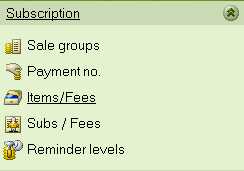 Subscription
Sale groups
Payment no.
Items/Fees
Subs / Fees
Reminder levels